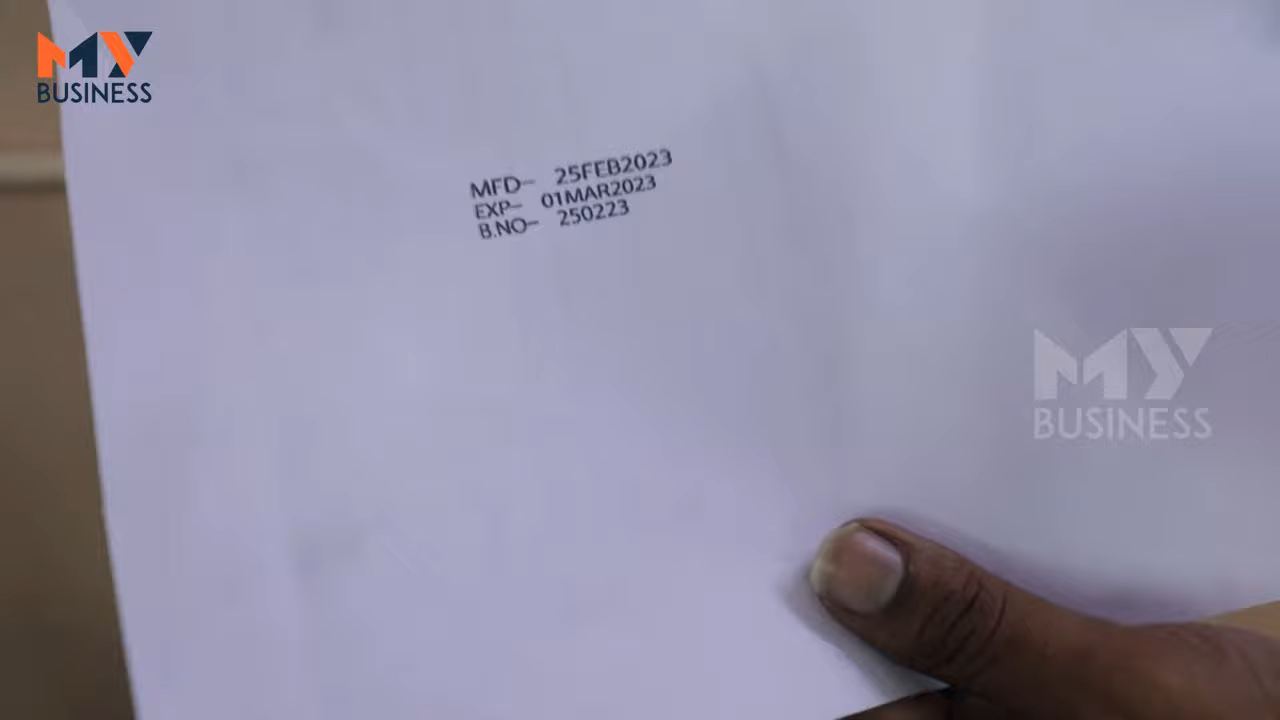 MY
BUSINESS
MFD- 25FEB2023
EXP- 01MAR2023
B.NO- 250223
MY
BUSINESS